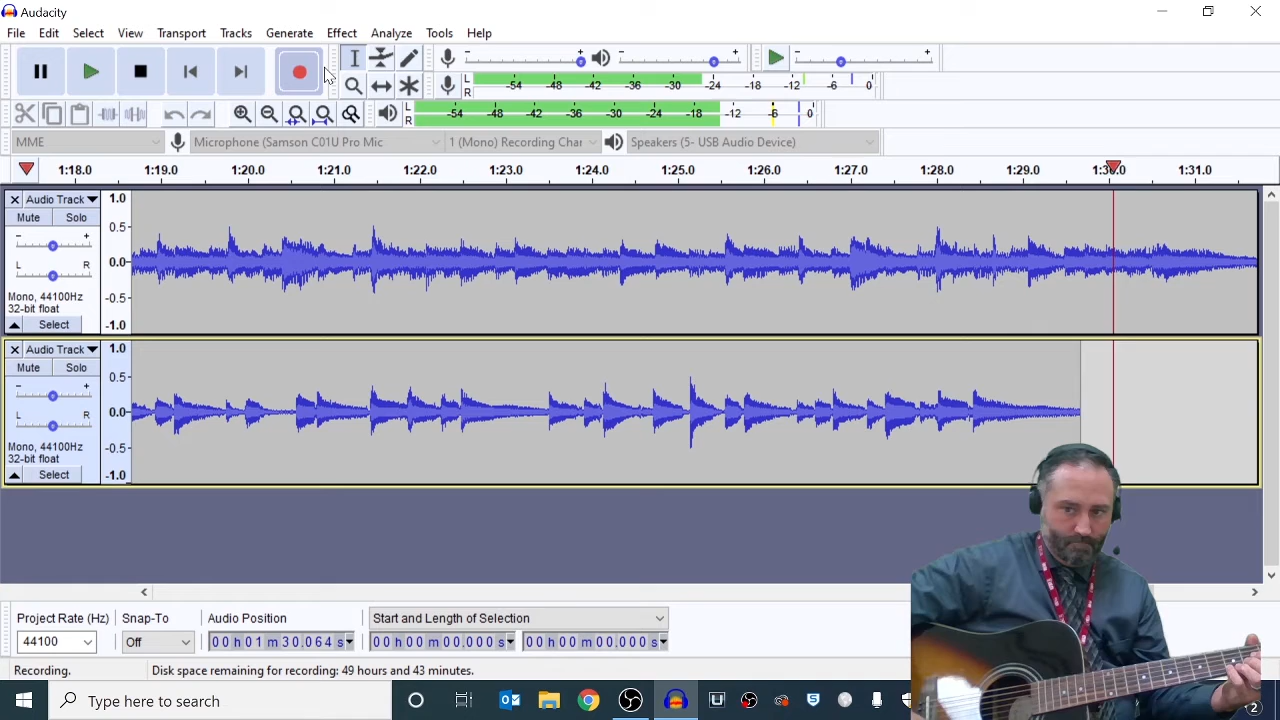 Audacity
File Edit Select View Transport Tracks Generate Effect Analyze Tools Help
L R -54 -48 -42 -36 -30 -24 -18 -12 -6 0
L R -54 -48 -42 -36 -30 -24 -18 -12 -6 0
MME Microphone (Samson C01U Pro Mic 1 (Mono) Recording Char Speakers (5- USB Audio Device)
1:18.0 1:19.0 1:20.0 1:21.0 1:22.0 1:23.0 1:24.0 1:25.0 1:26.0 1:27.0 1:28.0 1:29.0 1:30.0 1:31.0
Audio Track 1.0
Mute Solo
0.5
- +
0.0
L R
Mono, 44100Hz
32-bit float -0.5
Select -1.0
Audio Track 1.0
Mute Solo
0.5
- +
0.0
L R
Mono, 44100Hz
32-bit float -0.5
Select -1.0
Project Rate (Hz) Snap-To Audio Position Start and Length of Selection
44100 Off 00 h 01 m 30.064 s 00 h 00 m 00.000 s 00 h 00 m 00.000 s
Recording. Disk space remaining for recording: 49 hours and 43 minutes.
Type here to search 2